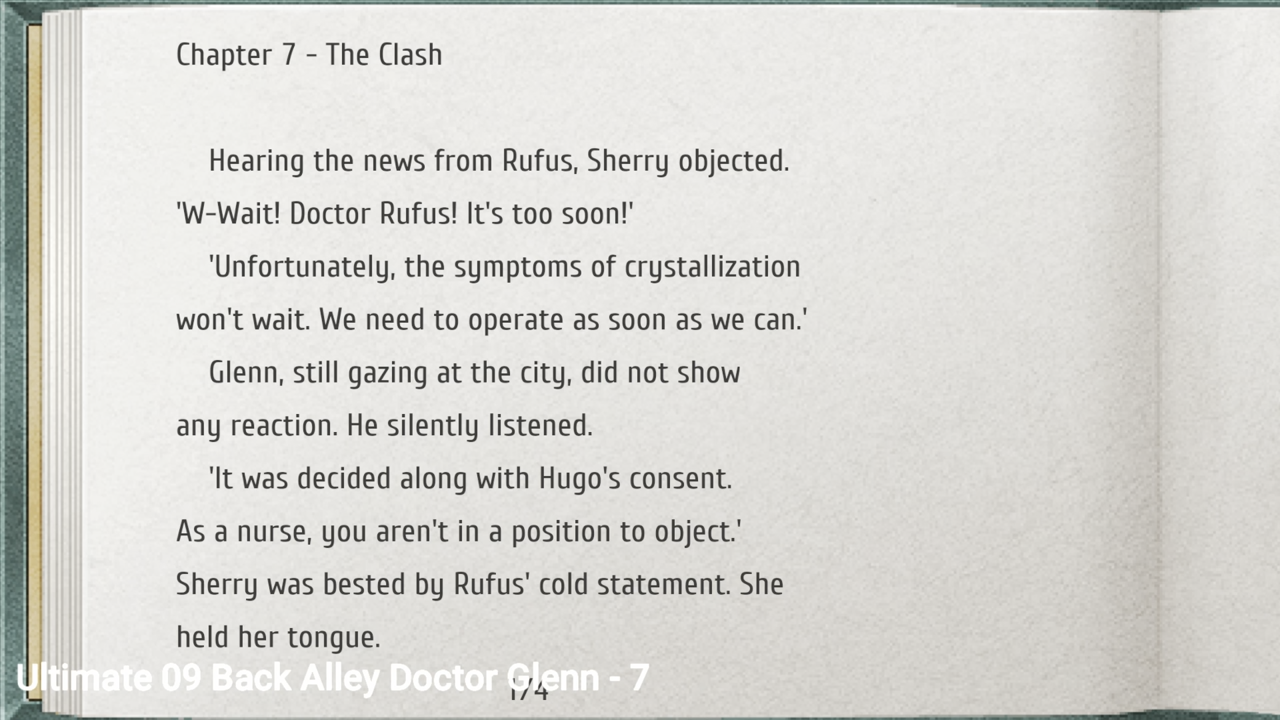 Chapter 7 - The Clash
Hearing the news from Rufus, Sherry objected.
'W-Wait! Doctor Rufus! It's too soon!'
'Unfortunately, the symptoms of crystallization
won't wait. We need to operate as soon as we can.'
Glenn, still gazing at the city, did not show
any reaction. He silently listened.
'It was decided along with Hugo's consent.
As a nurse, you aren't in a position to object.'
Sherry was bested by Rufus' cold statement. She
held her tongue.
Ultimate 09 Back Alley Doctor Glenn - 7
174